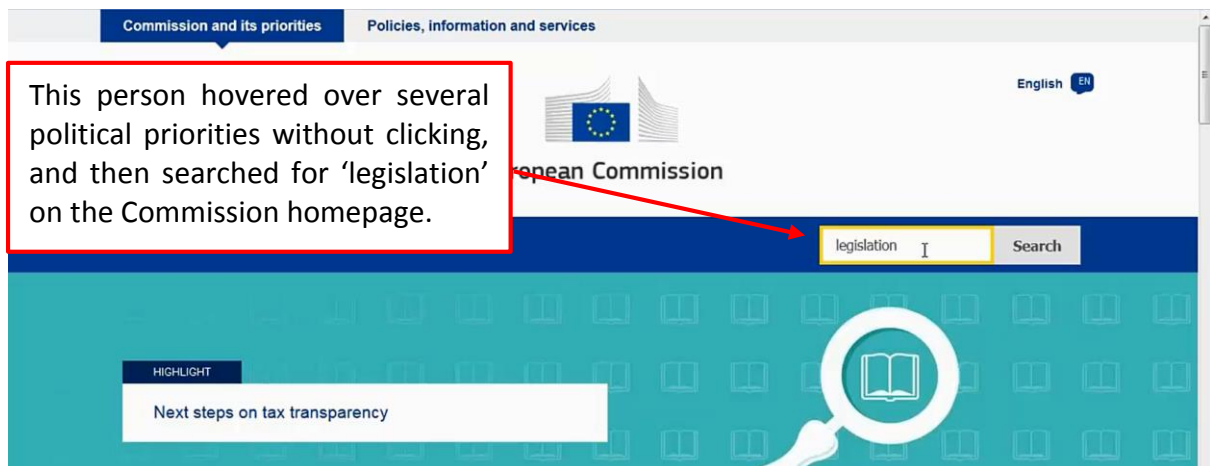 Commission and its priorities
Policies, information and services
This person hovered over several
political priorities without clicking,
and then searched for ‘legislation’
on the Commission homepage.
English EN
ropean Commission
legislation
Search
HIGHLIGHT
Next steps on tax transparency